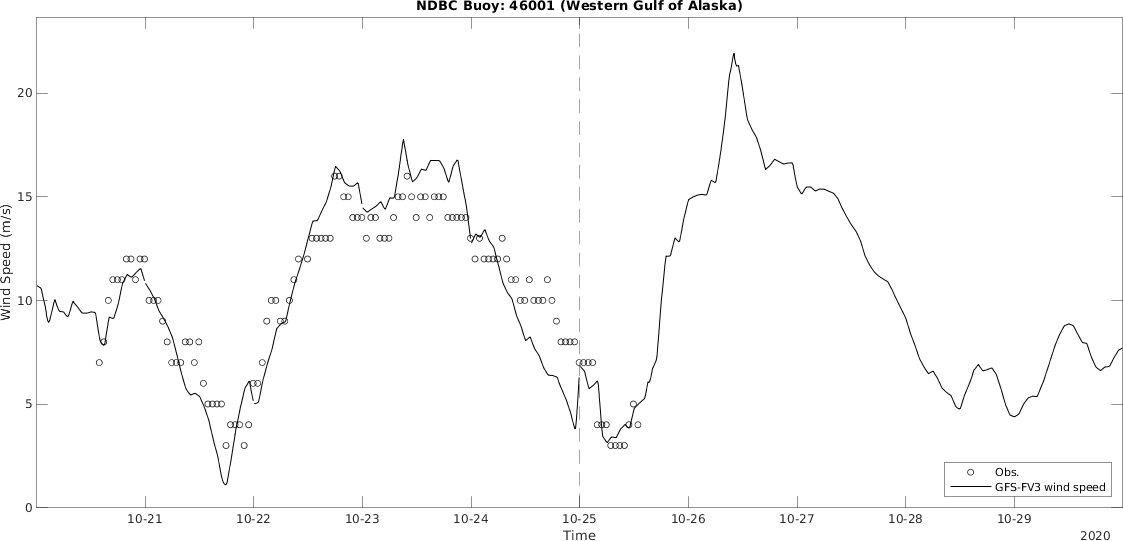 NDBC Buoy: 46001 (Western Gulf of Alaska)
Wind Speed (m/s)
20
15
10
5
0
10-21 10-22 10-23 10-24 10-25 10-26 10-27 10-28 10-29
Time
2020
Obs.
GFS-FV3 wind speed